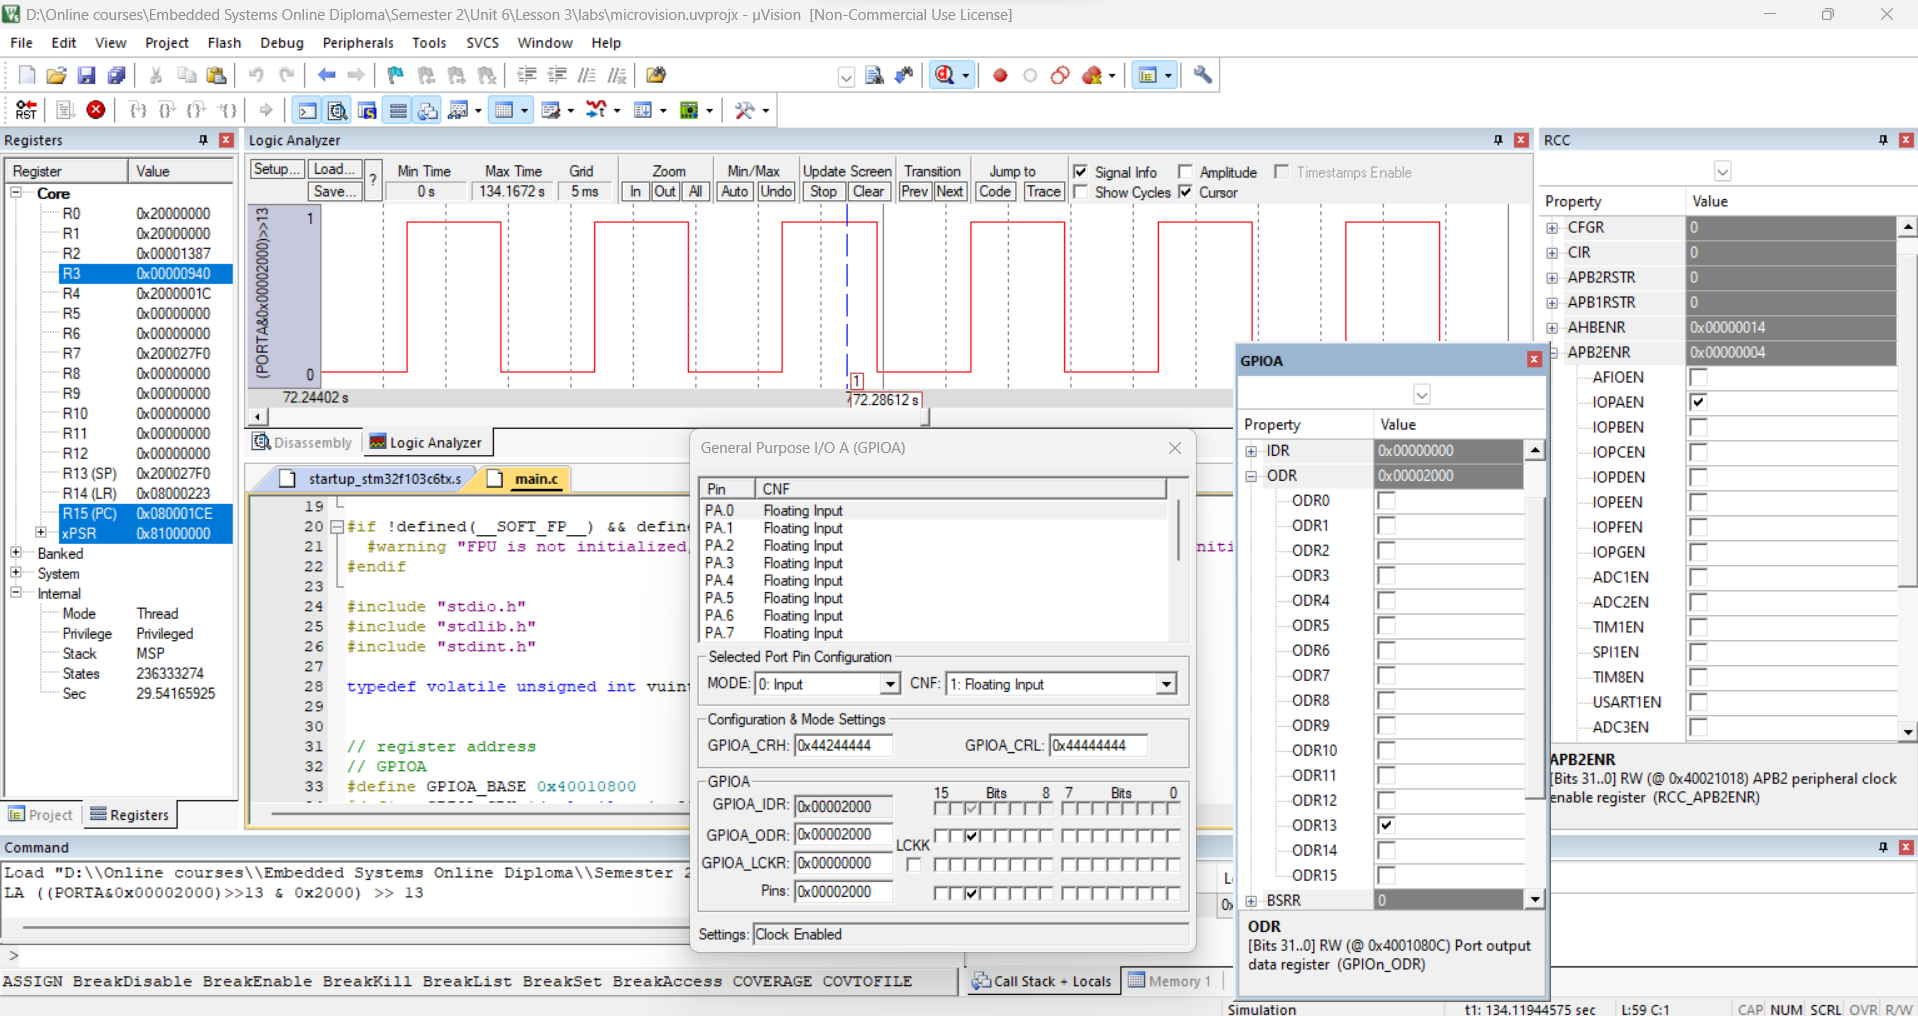 D:\Online courses\Embedded Systems Online Diploma\Semester 2\Unit 6\Lesson 3\labs\microvision.uvprojx - µVision [Non-Commercial Use License]
File Edit View Project Flash Debug Peripherals Tools SVCS Window Help
RST
Registers
Register Value
Core
R0 0x20000000
R1 0x20000000
R2 0x00001387
R3 0x00000940
R4 0x2000001C
R5 0x00000000
R6 0x00000000
R7 0x200027F0
R8 0x00000000
R9 0x00000000
R10 0x00000000
R11 0x00000000
R12 0x00000000
R13 (SP) 0x200027F0
R14 (LR) 0x08000223
R15 (PC) 0x080001CE
xPSR 0x81000000
Banked
System
Internal
Mode Thread
Privilege Privileged
Stack MSP
States 236333274
Sec 29.54165925
Project Registers
Logic Analyzer
Setup... Load... Save... ?
Min Time Max Time Grid Zoom Min/Max Update Screen Transition Jump to Signal Info Amplitude Timestamps Enable
0 s 134.1672 s 5 ms In Out All Auto Undo Stop Clear Prev Next Code Trace Show Cycles Cursor
(PORTA&0x00002000)>>13
1
0
1
72.24402 s 72.28612 s
Disassembly Logic Analyzer
startup_stm32f103c6tx.s main.c
19
20 #if !defined(__SOFT_FP__) && define
21 #warning "FPU is not initialized,
22 #endif
23
24 #include "stdio.h"
25 #include "stdlib.h"
26 #include "stdint.h"
27
28 typedef volatile unsigned int vuint
29
30
31 // register address
32 // GPIOA
33 #define GPIOA_BASE 0x40010800
General Purpose I/O A (GPIOA)
Pin CNF
PA.0 Floating Input
PA.1 Floating Input
PA.2 Floating Input
PA.3 Floating Input
PA.4 Floating Input
PA.5 Floating Input
PA.6 Floating Input
PA.7 Floating Input
Selected Port Pin Configuration
MODE: 0: Input CNF: 1: Floating Input
Configuration & Mode Settings
GPIOA_CRH: 0x44244444 GPIOA_CRL: 0x44444444
GPIOA
15 Bits 8 7 Bits 0
GPIOA_IDR: 0x00002000
GPIOA_ODR: 0x00002000
LCKK
GPIOA_LCKR: 0x00000000
Pins: 0x00002000
Settings: Clock Enabled
GPIOA
Property Value
IDR 0x00000000
ODR 0x00002000
ODR0
ODR1
ODR2
ODR3
ODR4
ODR5
ODR6
ODR7
ODR8
ODR9
ODR10
ODR11
ODR12
ODR13
ODR14
ODR15
BSRR 0
ODR
[Bits 31..0] RW (@ 0x4001080C) Port output
data register (GPIOn_ODR)
RCC
Property Value
CFGR 0
CIR 0
APB2RSTR 0
APB1RSTR 0
AHBENR 0x00000014
APB2ENR 0x00000004
AFIOEN
IOPAEN
IOPBEN
IOPCEN
IOPDEN
IOPEEN
IOPFEN
IOPGEN
ADC1EN
ADC2EN
TIM1EN
SPI1EN
TIM8EN
USART1EN
ADC3EN
APB2ENR
[Bits 31..0] RW (@ 0x40021018) APB2 peripheral clock
enable register (RCC_APB2ENR)
Command
Load "D:\\Online courses\\Embedded Systems Online Diploma\\Semester 2
LA ((PORTA&0x00002000)>>13 & 0x2000) >> 13
>
ASSIGN BreakDisable BreakEnable BreakKill BreakList BreakSet BreakAccess COVERAGE COVTOFILE
Call Stack + Locals Memory 1
Simulation t1: 134.11944575 sec L:59 C:1 CAP NUM SCRL OVR R/W